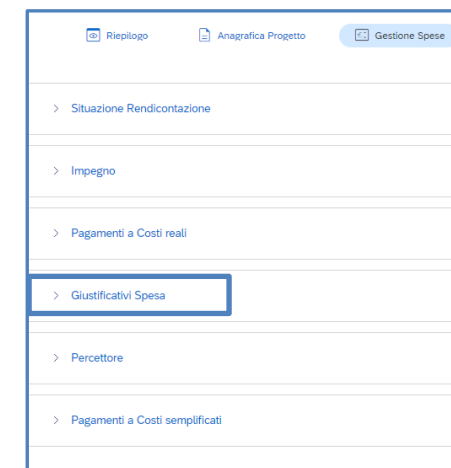 Riepilogo Anagrafica Progetto Gestione Spese
Situazione Rendicontazione
Impegno
Pagamenti a Costi reali
Giustificativi Spesa
Percettore
Pagamenti a Costi semplificati